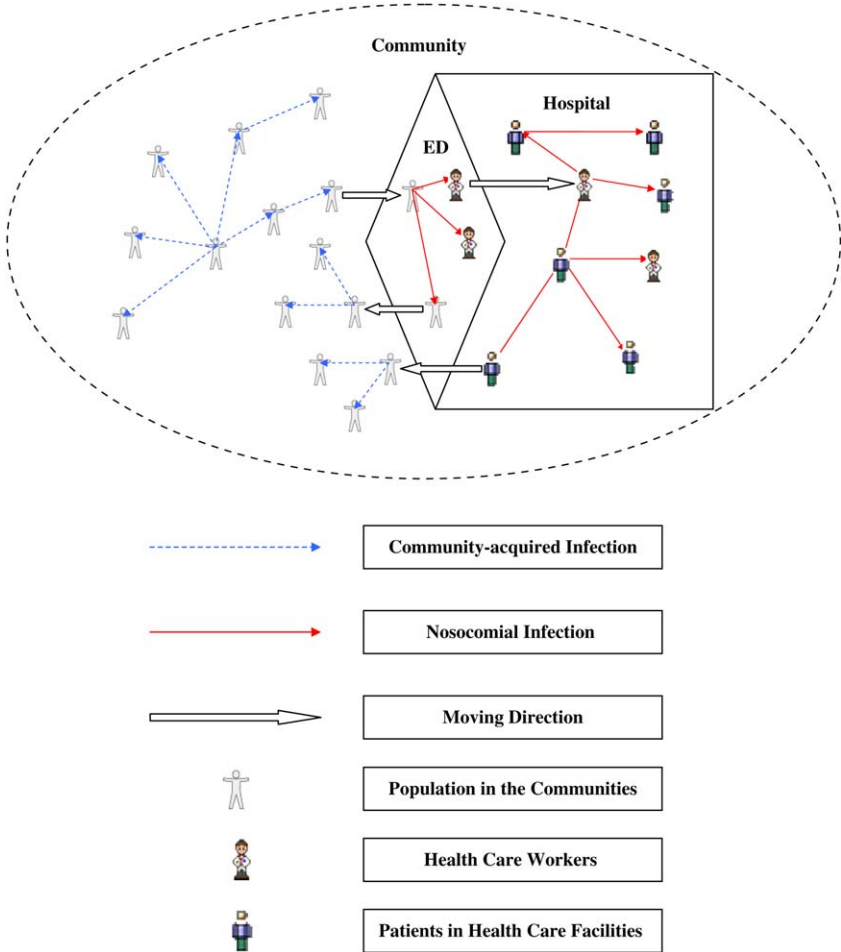 Community
Hospital
ED
Community-acquired Infection
Nosocomial Infection
Moving Direction
Population in the Communities
Health Care Workers
Patients in Health Care Facilities